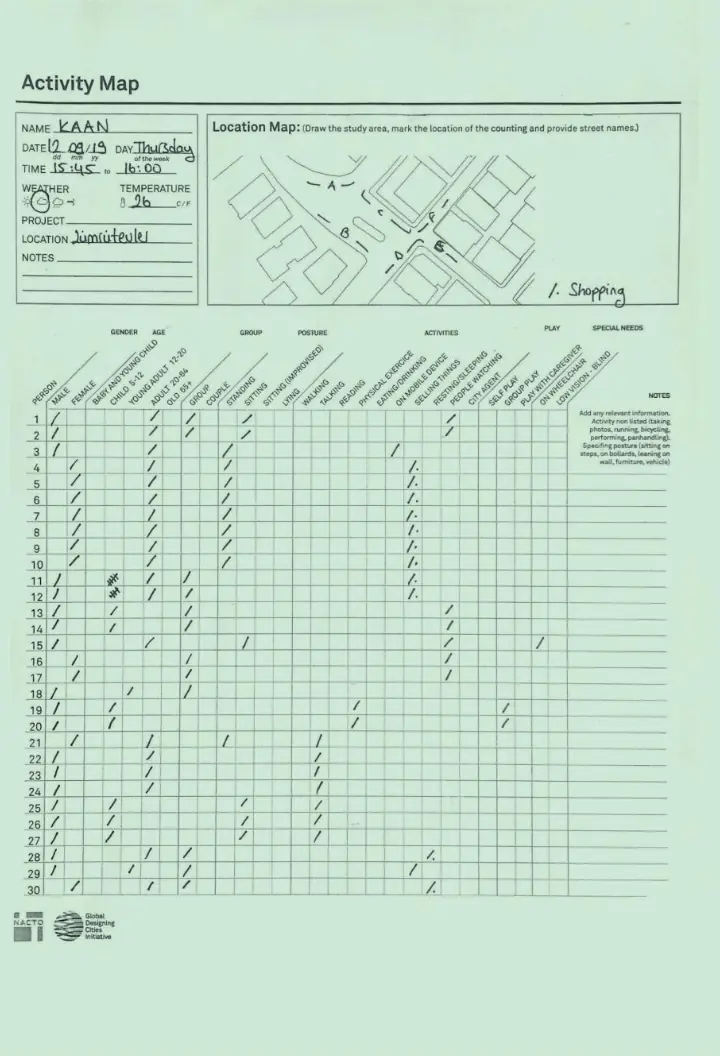 Activity Map
NAME KAAN
DATE 12 09/19 DAY Thursday
dd mm yy of the week
TIME 15:45 to 16:00
WEATHER TEMPERATURE
26 C/F
PROJECT
LOCATION
NOTES
Location Map: (Draw the study area, mark the location of the counting and provide street names.)
A
C
F
B
D
E
/. Shopping
GENDER AGE GROUP POSTURE ACTIVITIES PLAY SPECIAL NEEDS
PERSON
MALE
FEMALE
BABY AND YOUNG CHILD
CHILD 5-12
YOUNG ADULT 12-20
ADULT 20-64
OLD 65+
GROUP
COUPLE
STANDING
SITTING
SITTING (IMPROVISED)
LYING
WALKING
TALKING
READING
PHYSICAL EXERCICE
EATING/DRINKING
ON MOBILE DEVICE
SELLING THINGS
RESTING/SLEEPING
PEOPLE WATCHING
CITY AGENT
SELF PLAY
GROUP PLAY
PLAY WITH CAREGIVER
ON WHEELCHAIR
LOW VISION - BLIND
NOTES
Add any relevant information.
Activity non listed (taking
photos, running, bicycling,
performing, panhandling).
Specifing posture (sitting on
steps, on bollards, leaning on
wall, furniture, vehicle)
1
2
3
4
5
6
7
8
9
10
11
12
13
14
15
16
17
18
19
20
21
22
23
24
25
26
27
28
29
30
NACTO
Global
Designing
Cities
Initiative